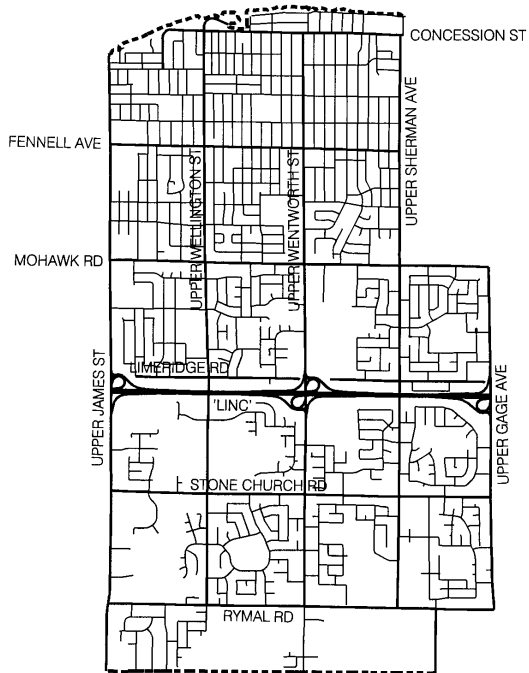 CONCESSION ST
UPPER SHERMAN AVE
FENNELL AVE
UPPER WELLINGTON ST
UPPER WENTWORTH ST
MOHAWK RD
LIMERIDGE RD
UPPER JAMES ST
'LINC'
UPPER GAGE AVE
STONE CHURCH RD
RYMAL RD